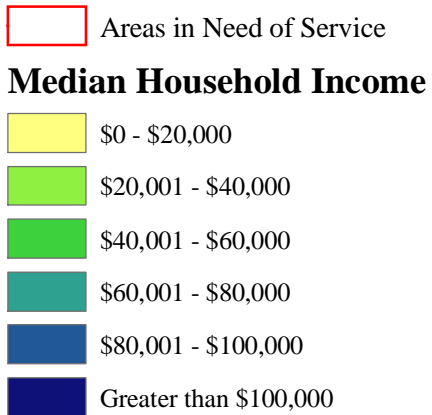 Areas in Need of Service
Median Household Income
$0 - $20,000
$20,001 - $40,000
$40,001 - $60,000
$60,001 - $80,000
$80,001 - $100,000
Greater than $100,000